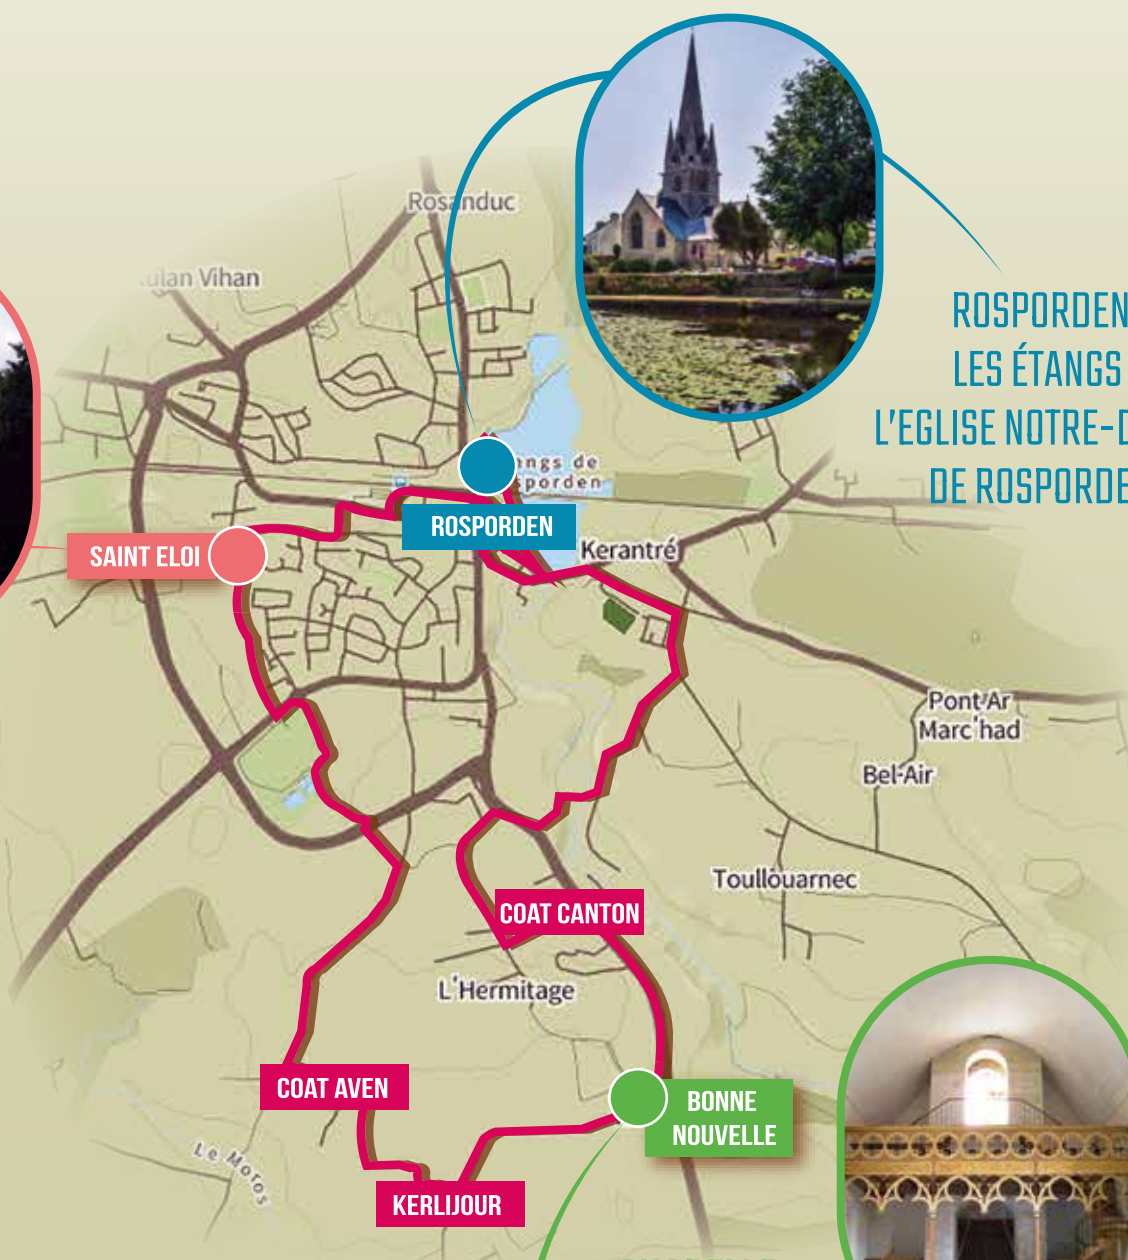 Rosanduc
ulan Vihan
ROSPORDEN
LES ÉTANGS
L'EGLISE NOTRE-D
DE ROSPORDE
angs de
sporden
ROSPORDEN
Kerantré
SAINT ELOI
Pont Ar
Marc'had
Bel-Air
Toullouarnec
COAT CANTON
L'Hermitage
COAT AVEN
BONNE
NOUVELLE
Le Moros
KERLIJOUR